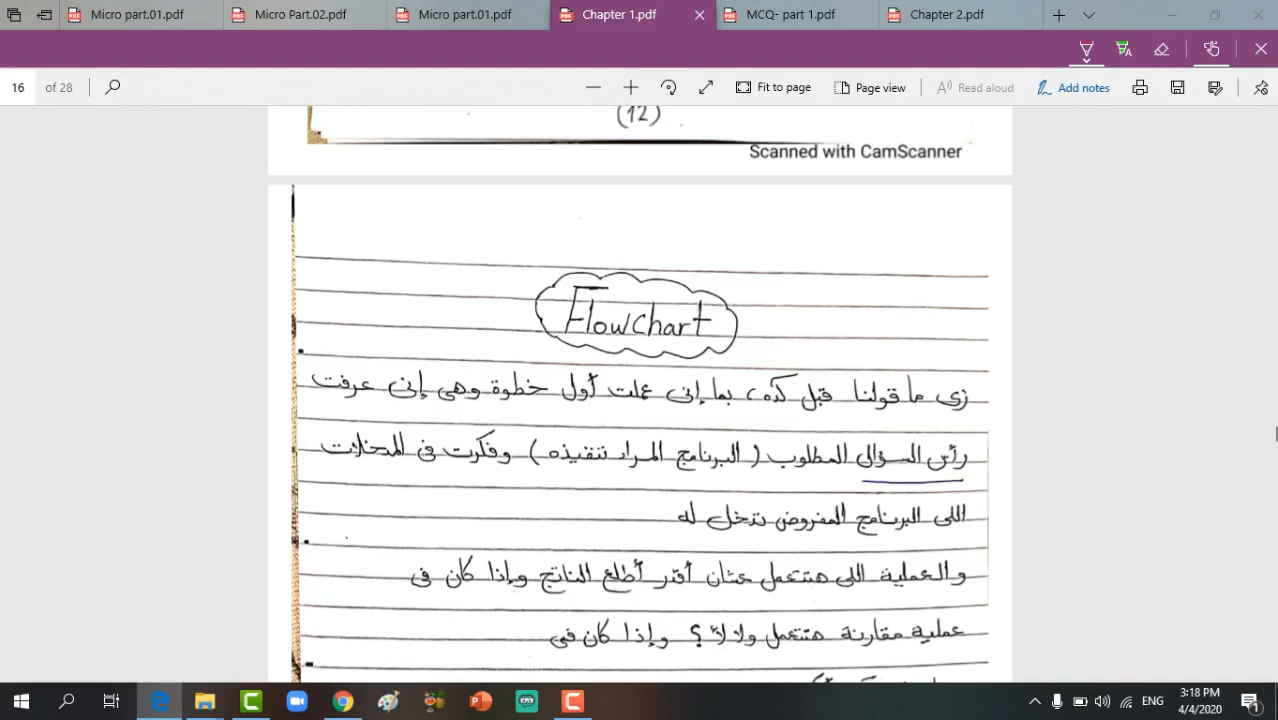 Micro part.01.pdf
Micro Part.02.pdf
Micro part.01.pdf
Chapter 1.pdf
MCQ- part 1.pdf
Chapter 2.pdf
16 of 28
Fit to page
Page view
Read aloud
Add notes
(12)
Scanned with CamScanner
Flowchart
زى ما قولنا قبل كده، بما إنى عملت أول خطوة وهى إنى عرفت
رأس السؤال المطلوب (البرنامج المراد تنفيذه) وفكرت فى المدخلات
اللى البرنامج المفروض تدخل له
والعملية اللى هتتعمل عشان أقدر أطلع الناتج وإذا كان فى
عملية مقارنة هتتعمل ولا لأ؟ وإذا كان فى
ENG
3:18 PM
4/4/2020